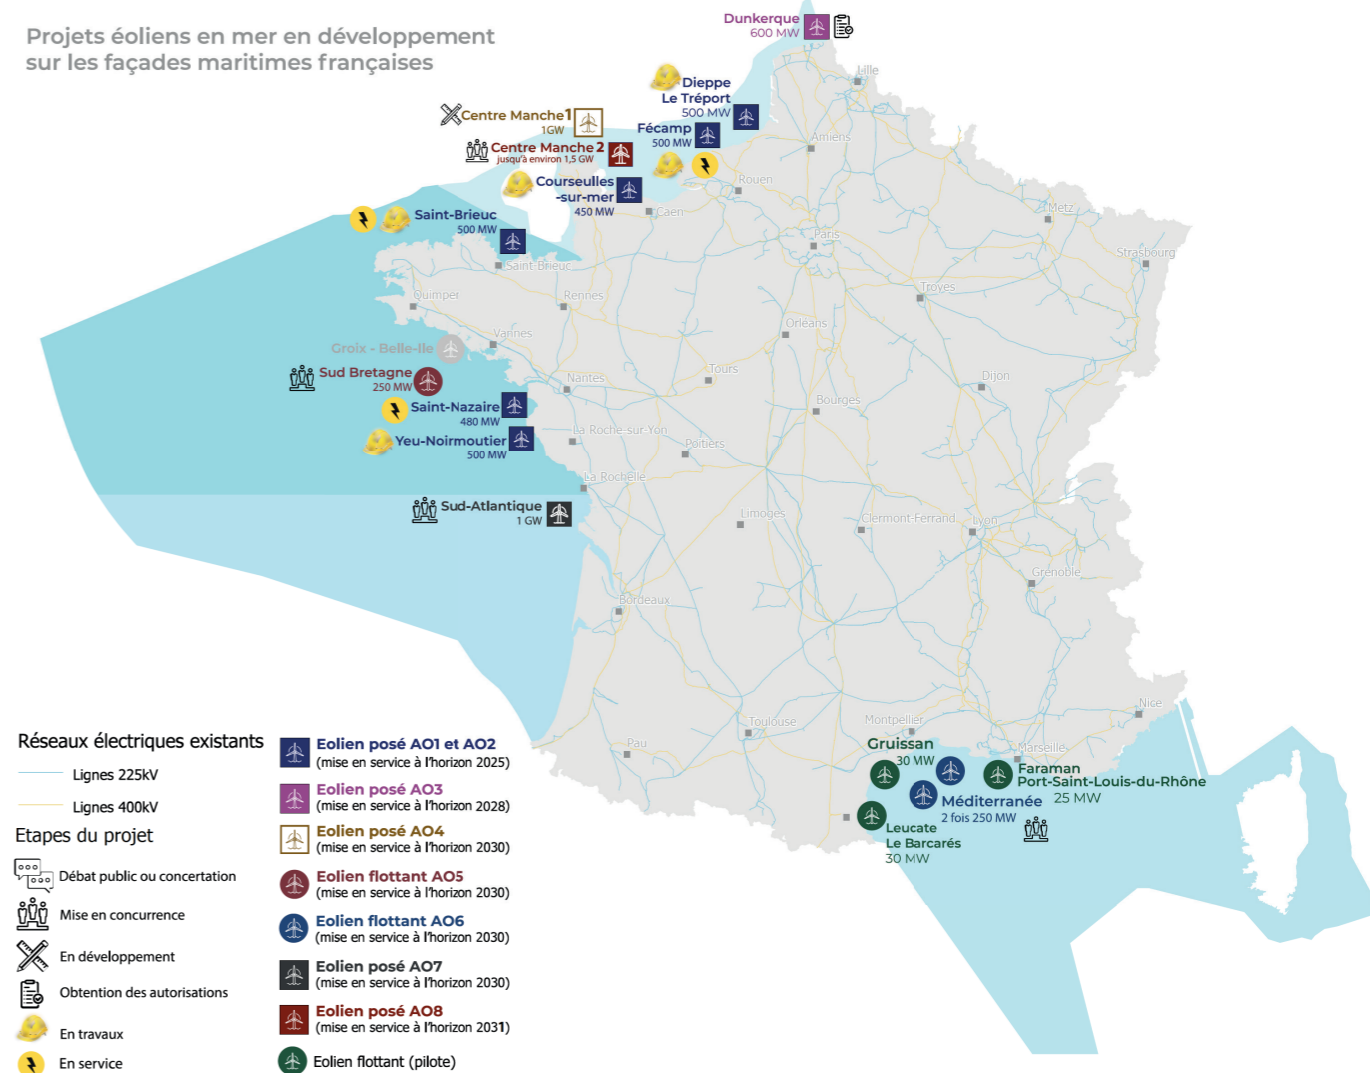 Projets éoliens en mer en développement
sur les façades maritimes françaises
Dunkerque
600 MW
Lille
Dieppe
Le Tréport
500 MW
Centre Manche 1
1GW
Fécamp
500 MW
Amiens
Centre Manche 2
jusqu'à environ 1,5 GW
Courseulles
-sur-mer
450 MW
Rouen
Caen
Metz
Saint-Brieuc
500 MW
Paris
Strasbourg
Saint-Brieuc
Quimper
Rennes
Troyes
Vannes
Orléans
Groix - Belle-Ile
Sud Bretagne
250 MW
Nantes
Tours
Dijon
Saint-Nazaire
480 MW
Bourges
Yeu-Noirmoutier
500 MW
La Roche-sur-Yon
Poitiers
La Rochelle
Sud-Atlantique
1 GW
Limoges
Clermont-Ferrand
Lyon
Grenoble
Bordeaux
Nice
Toulouse
Montpellier
Pau
Marseille
Gruissan
30 MW
Faraman
Port-Saint-Louis-du-Rhône
25 MW
Méditerranée
2 fois 250 MW
Leucate
Le Barcarés
30 MW
Réseaux électriques existants
Lignes 225kV
Lignes 400kV
Etapes du projet
Débat public ou concertation
Mise en concurrence
En développement
Obtention des autorisations
En travaux
En service
Eolien posé AO1 et AO2
(mise en service à l'horizon 2025)
Eolien posé AO3
(mise en service à l'horizon 2028)
Eolien posé AO4
(mise en service à l'horizon 2030)
Eolien flottant AO5
(mise en service à l'horizon 2030)
Eolien flottant AO6
(mise en service à l'horizon 2030)
Eolien posé AO7
(mise en service à l'horizon 2030)
Eolien posé AO8
(mise en service à l'horizon 2031)
Eolien flottant (pilote)